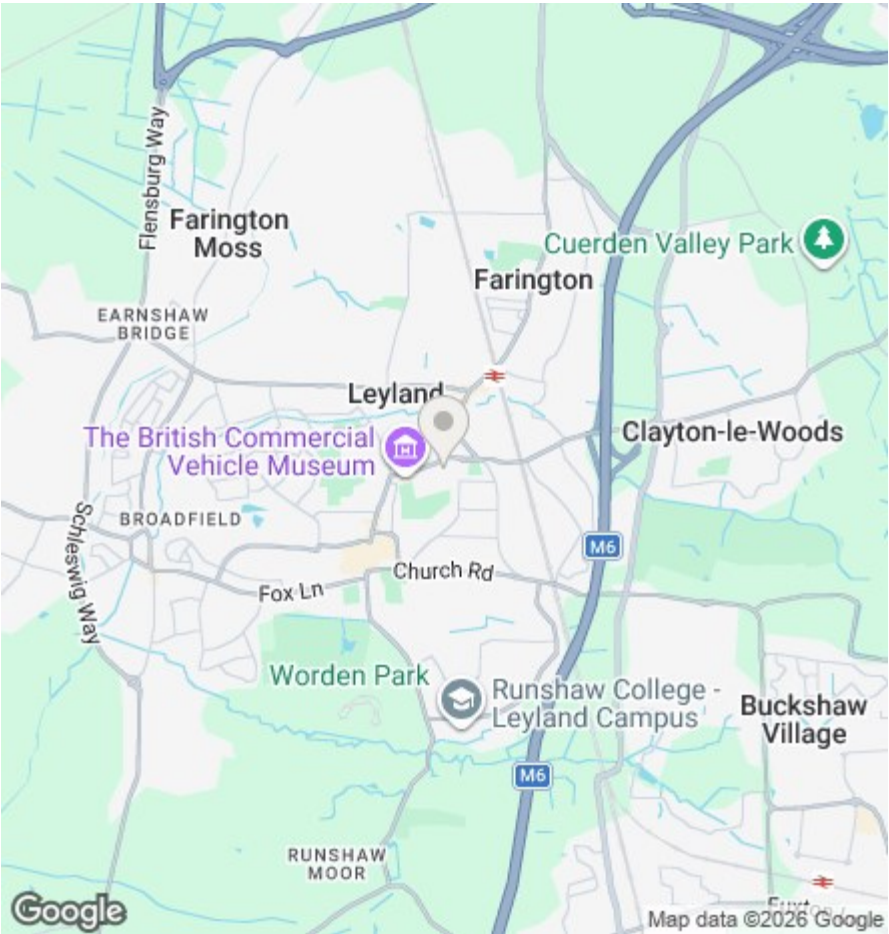 Flensburg Way
Farington
Moss
Cuerden Valley Park
Farington
EARNSHAW
BRIDGE
Leyland
The British Commercial
Vehicle Museum
Clayton-le-Woods
BROADFIELD
Schleswig Way
M6
Church Rd
Fox Ln
Worden Park
Runshaw College -
Leyland Campus
Buckshaw
Village
M6
RUNSHAW
MOOR
Google
Map data ©2026 Google